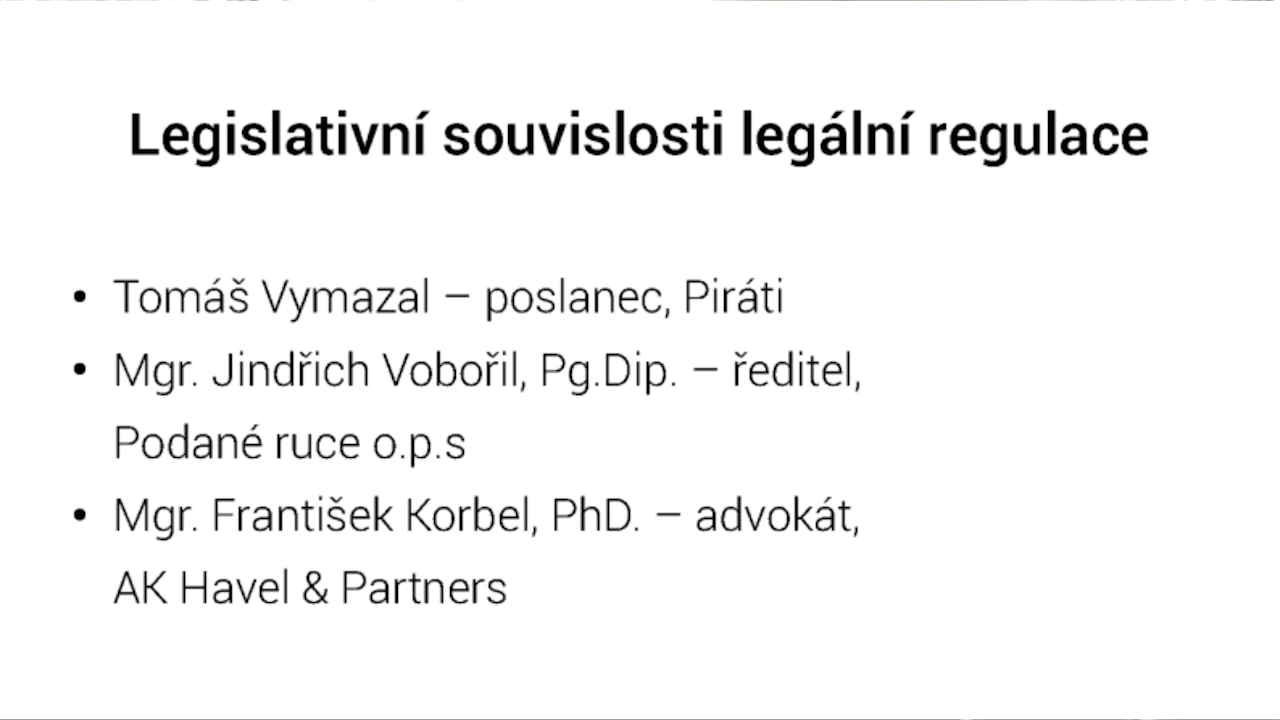 Legislativní souvislosti legální regulace
• Tomáš Vymazal – poslanec, Piráti
• Mgr. Jindřich Vobořil, Pg.Dip. – ředitel,
Podané ruce o.p.s
• Mgr. František Korbel, PhD. – advokát,
AK Havel & Partners